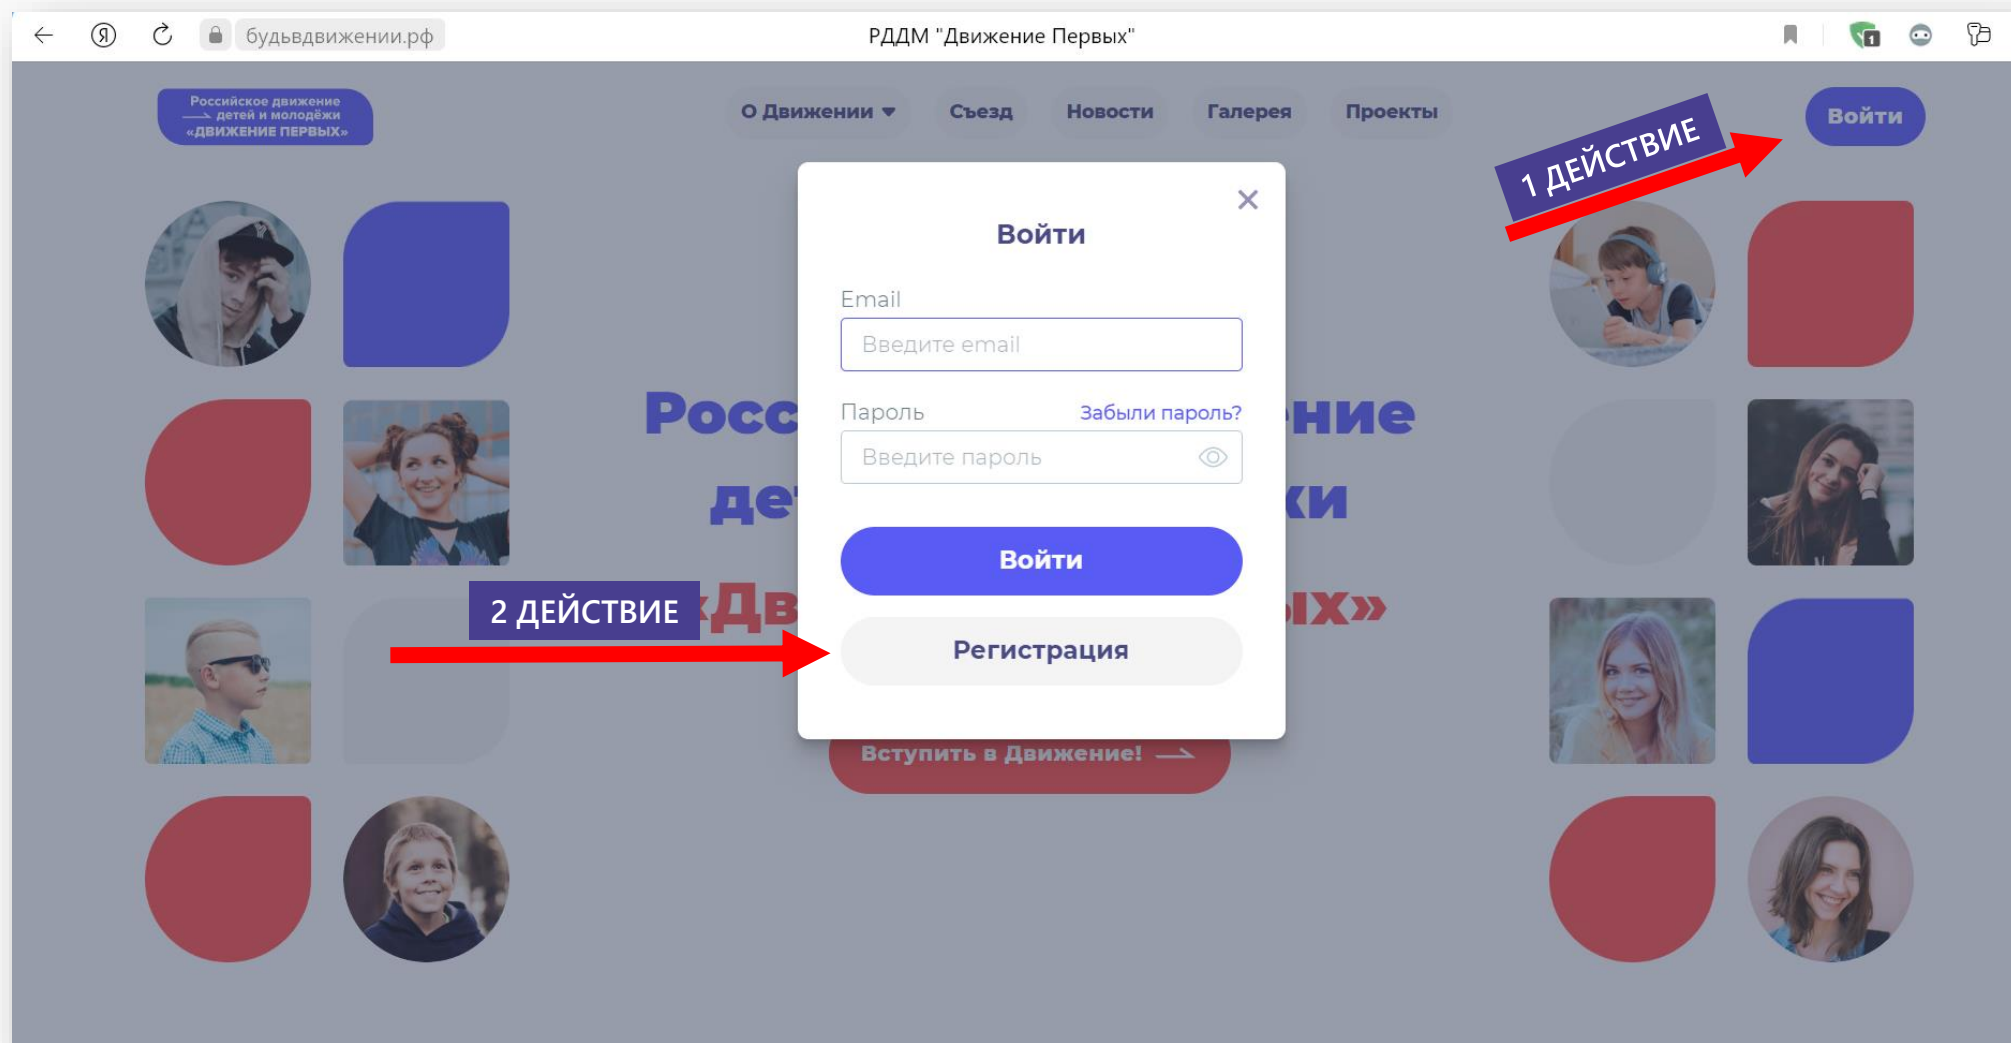 будьвдвижении.рф
РДДМ "Движение Первых"
1
Российское движение
детей и молодёжи
«ДВИЖЕНИЕ ПЕРВЫХ»
О Движении
Съезд
Новости
Галерея
Проекты
Войти
1 ДЕЙСТВИЕ
Войти
Email
Введите email
Пароль
Забыли пароль?
Введите пароль
Войти
2 ДЕЙСТВИЕ
Регистрация
Вступить в Движение!